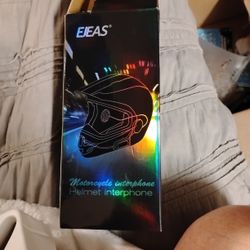 EJEAS®
Motorcycle interphone
Helmet interphone